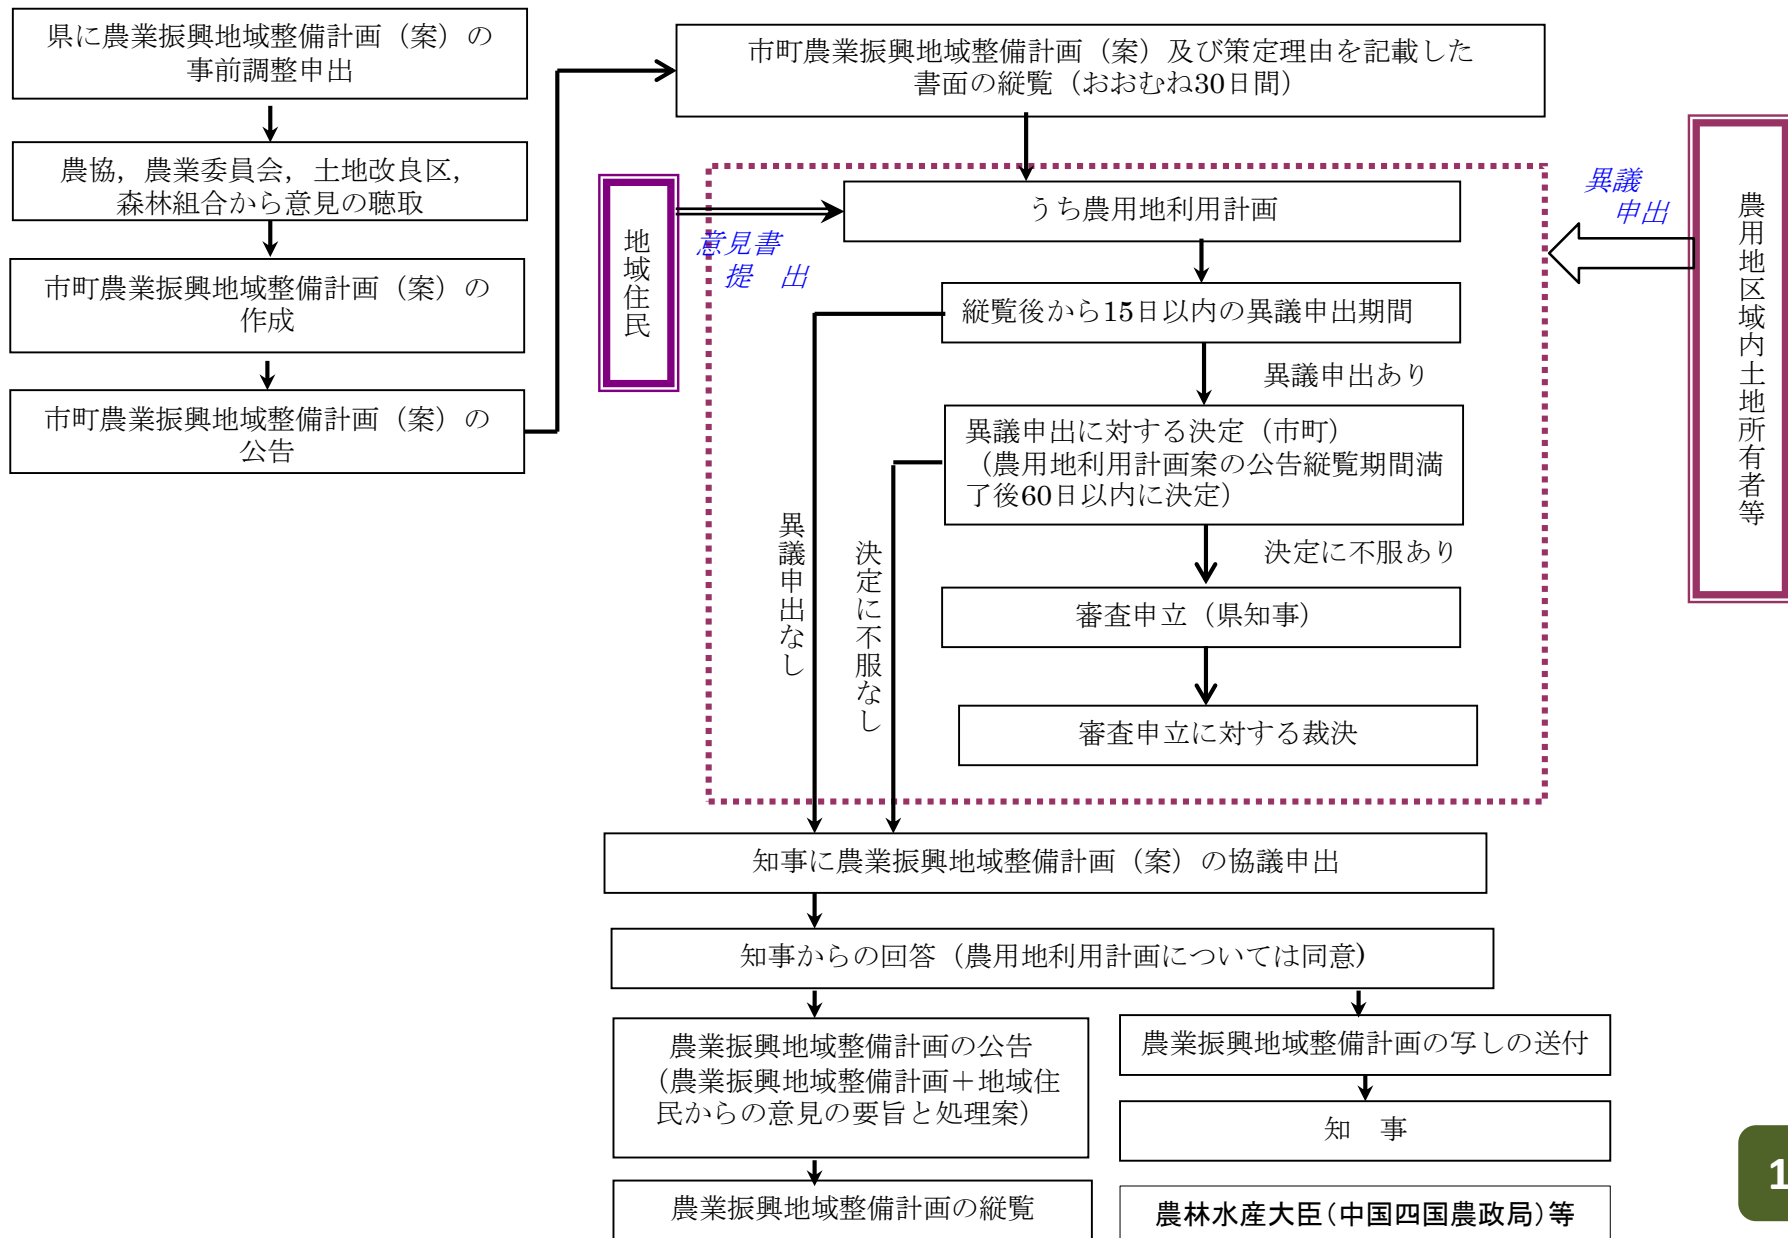 県に農業振興地域整備計画（案）の
事前調整申出
農協，農業委員会，土地改良区，
森林組合から意見の聴取
市町農業振興地域整備計画（案）の
作成
市町農業振興地域整備計画（案）の
公告
市町農業振興地域整備計画（案）及び策定理由を記載した
書面の縦覧（おおむね30日間）
地域住民
意見書
提　出
うち農用地利用計画
異議
申出
農用地区域内土地所有者等
縦覧後から15日以内の異議申出期間
異議申出あり
異議申出に対する決定（市町）
（農用地利用計画案の公告縦覧期間満
了後60日以内に決定）
異議申出なし
決定に不服なし
決定に不服あり
審査申立（県知事）
審査申立に対する裁決
知事に農業振興地域整備計画（案）の協議申出
知事からの回答（農用地利用計画については同意)
農業振興地域整備計画の公告
（農業振興地域整備計画＋地域住
民からの意見の要旨と処理案）
農業振興地域整備計画の縦覧
農業振興地域整備計画の写しの送付
知　事
農林水産大臣（中国四国農政局）等
1